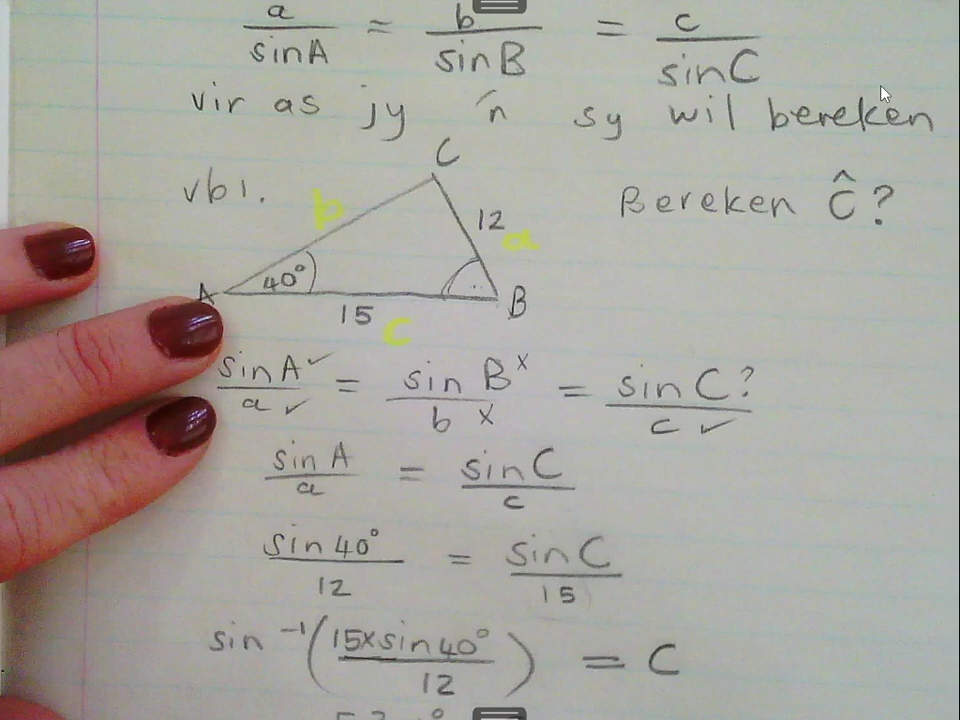 a/sinA = b/sinB = c/sinC
vir as jy 'n sy wil bereken
vb1. Bereken Ĉ?
C
b 12 a
A 40° B
15 c
sinA✓/a✓ = sinB x/b x = sinC?/c✓
sinA/a = sinC/c
sin40°/12 = sinC/15
sin⁻¹(15×sin40°/12) = C